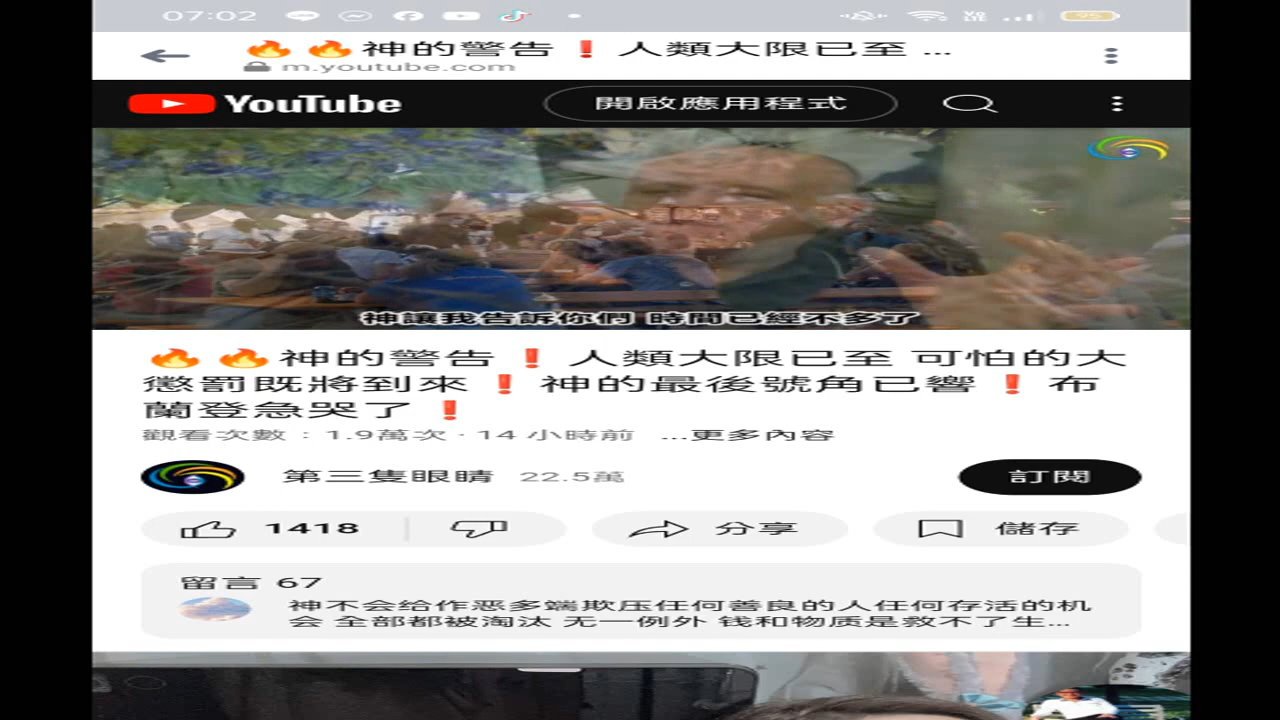 07:02
VO LTE 95
🔥🔥神的警告❗人類大限已至 ...
m.youtube.com
YouTube 開啟應用程式
神讓我告訴你們 時間已經不多了
🔥🔥神的警告❗人類大限已至 可怕的大
懲罰既將到來❗神的最後號角已響❗布
蘭登急哭了❗
觀看次數：1.9萬次 · 14 小時前 ...更多內容
第三隻眼睛 22.5萬 訂閱
1418 分享 儲存
留言 67
神不会给作恶多端欺压任何善良的人任何存活的机
会 全部都被淘汰 无一例外 钱和物质是救不了生...